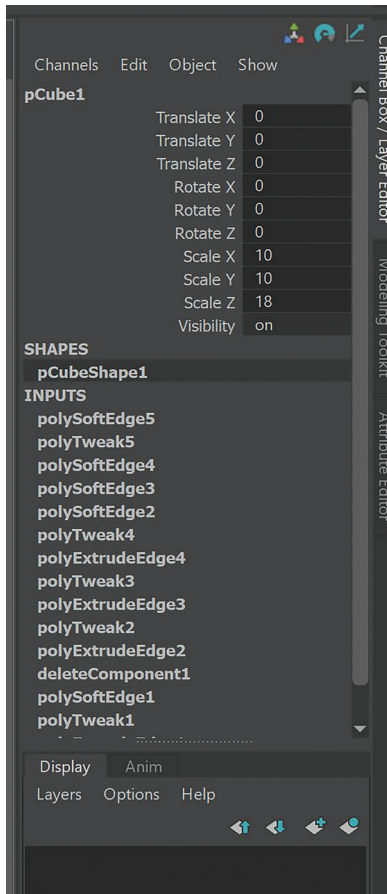 Channels Edit Object Show
pCube1
Translate X 0
Translate Y 0
Translate Z 0
Rotate X 0
Rotate Y 0
Rotate Z 0
Scale X 10
Scale Y 10
Scale Z 18
Visibility on
SHAPES
pCubeShape1
INPUTS
polySoftEdge5
polyTweak5
polySoftEdge4
polySoftEdge3
polySoftEdge2
polyTweak4
polyExtrudeEdge4
polyTweak3
polyExtrudeEdge3
polyTweak2
polyExtrudeEdge2
deleteComponent1
polySoftEdge1
polyTweak1
Display Anim
Layers Options Help
Channel Box / Layer Editor
Modeling Toolkit
Attribute Editor